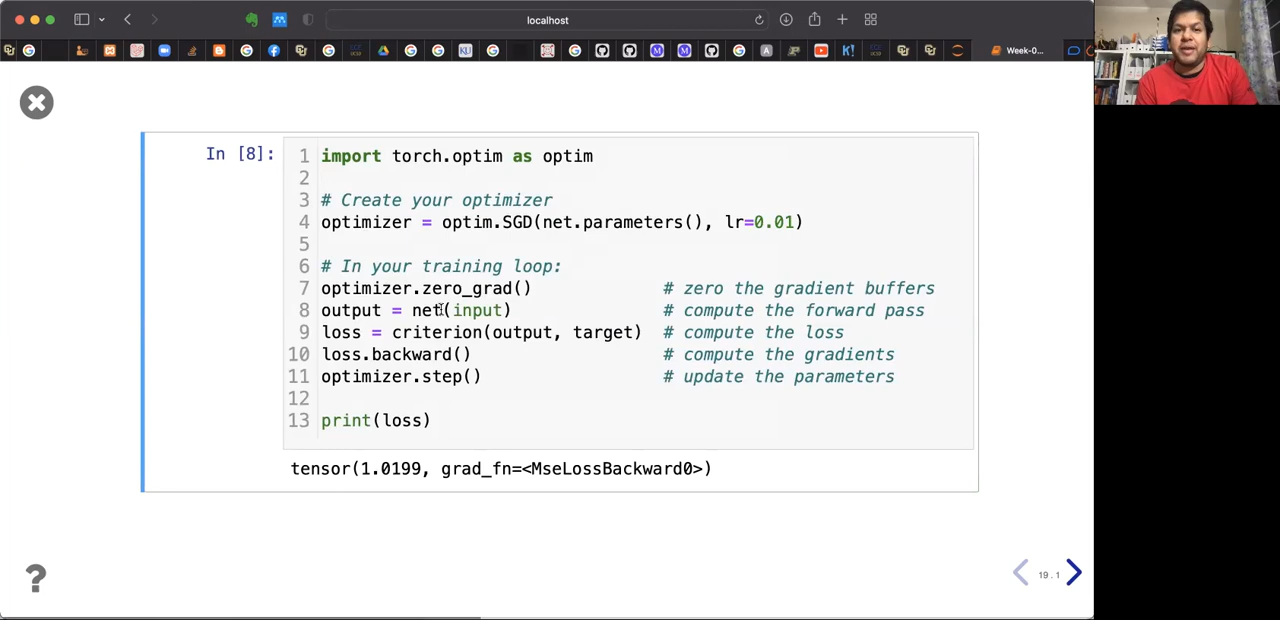 localhost
Week-0...
In [8]:
1 import torch.optim as optim
2
3 # Create your optimizer
4 optimizer = optim.SGD(net.parameters(), lr=0.01)
5
6 # In your training loop:
7 optimizer.zero_grad() # zero the gradient buffers
8 output = net(input) # compute the forward pass
9 loss = criterion(output, target) # compute the loss
10 loss.backward() # compute the gradients
11 optimizer.step() # update the parameters
12
13 print(loss)
tensor(1.0199, grad_fn=<MseLossBackward0>)
?
19.1